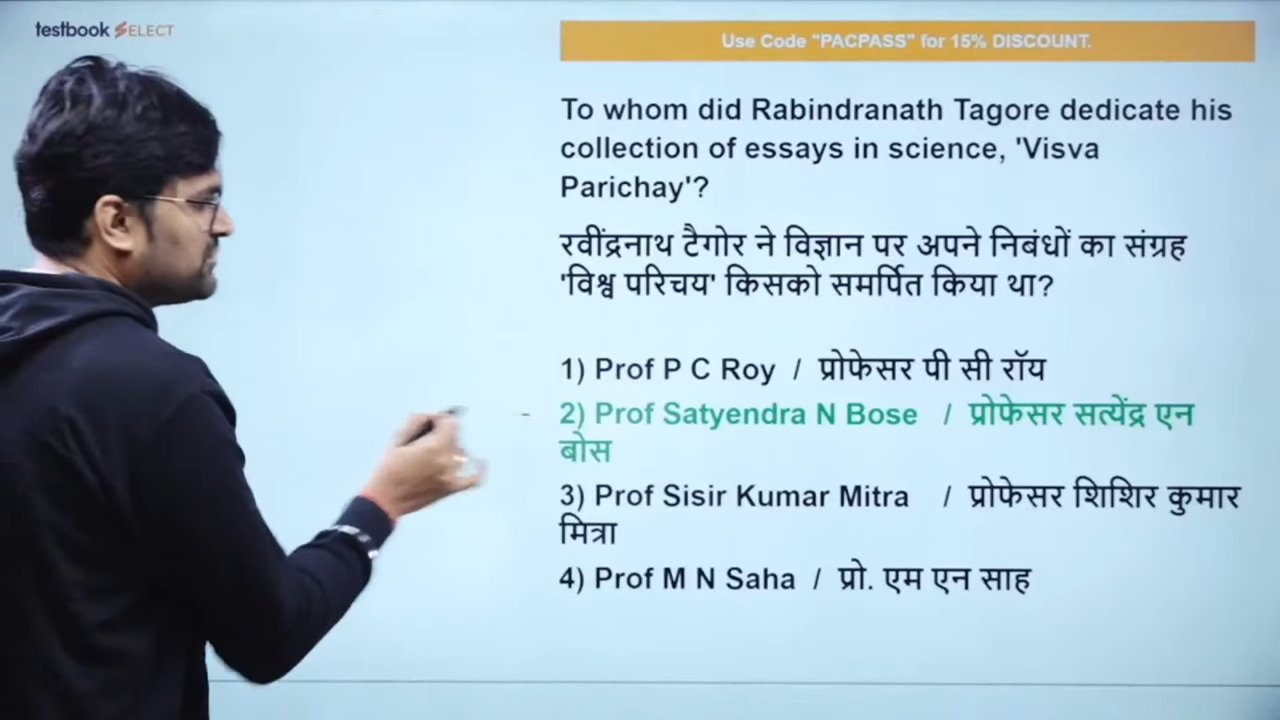 testbook SELECT
Use Code "PACPASS" for 15% DISCOUNT.
To whom did Rabindranath Tagore dedicate his
collection of essays in science, 'Visva
Parichay'?
रवींद्रनाथ टैगोर ने विज्ञान पर अपने निबंधों का संग्रह
'विश्व परिचय' किसको समर्पित किया था?
1) Prof P C Roy / प्रोफेसर पी सी रॉय
2) Prof Satyendra N Bose / प्रोफेसर सत्येंद्र एन
बोस
3) Prof Sisir Kumar Mitra / प्रोफेसर शिशिर कुमार
मित्रा
4) Prof M N Saha / प्रो. एम एन साह